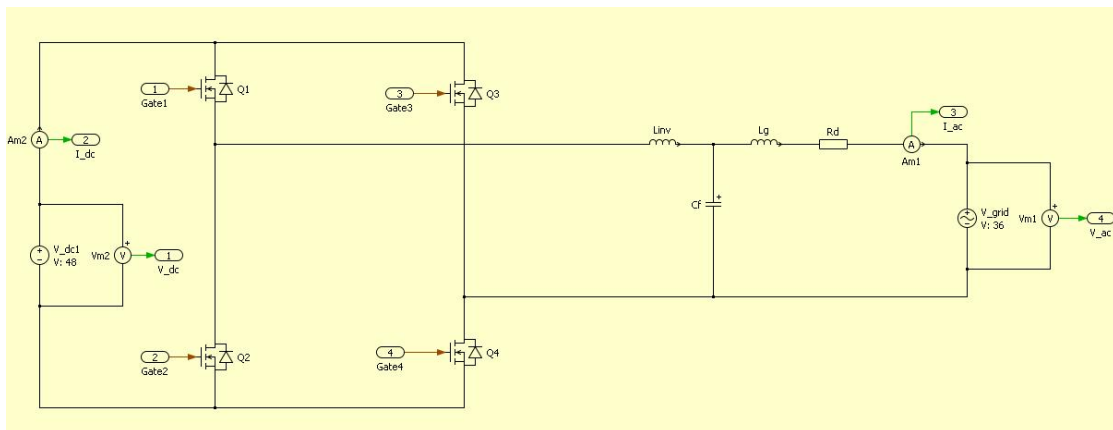 1
Gate1
Q1
3
Gate3
Q3
A
Am2
2
I_dc
Linv
Lg
Rd
A
Am1
3
I_ac
Cf
+
+
-
V_dc1
V: 48
+
V
Vm2
1
V_dc
+
V_grid
V: 36
+
V
Vm1
4
V_ac
2
Gate2
Q2
4
Gate4
Q4